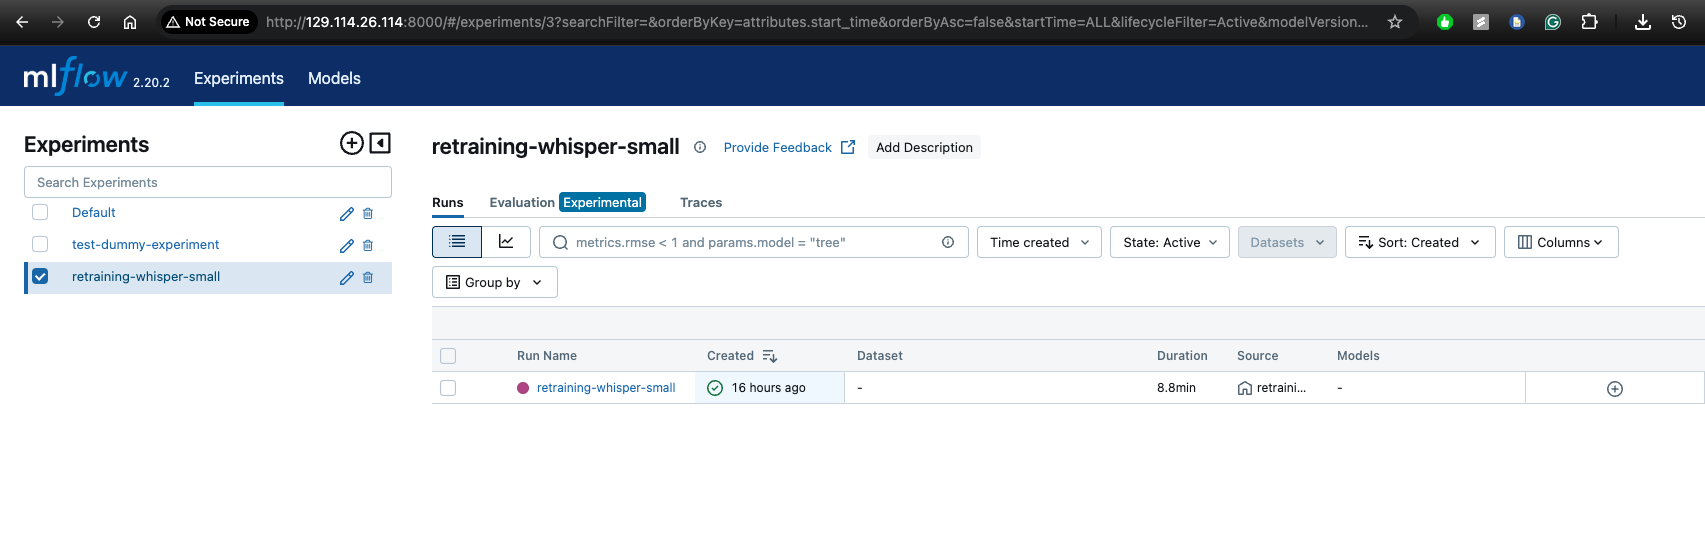 Not Secure http://129.114.26.114:8000/#/experiments/3?searchFilter=&orderByKey=attributes.start_time&orderByAsc=false&startTime=ALL&lifecycleFilter=Active&modelVersion...
mlflow 2.20.2 Experiments Models
Experiments
Search Experiments
Default
test-dummy-experiment
retraining-whisper-small
retraining-whisper-small Provide Feedback Add Description
Runs Evaluation Experimental Traces
metrics.rmse < 1 and params.model = "tree" Time created State: Active Datasets Sort: Created Columns
Group by
Run Name Created Dataset Duration Source Models
retraining-whisper-small 16 hours ago - 8.8min retraini... -